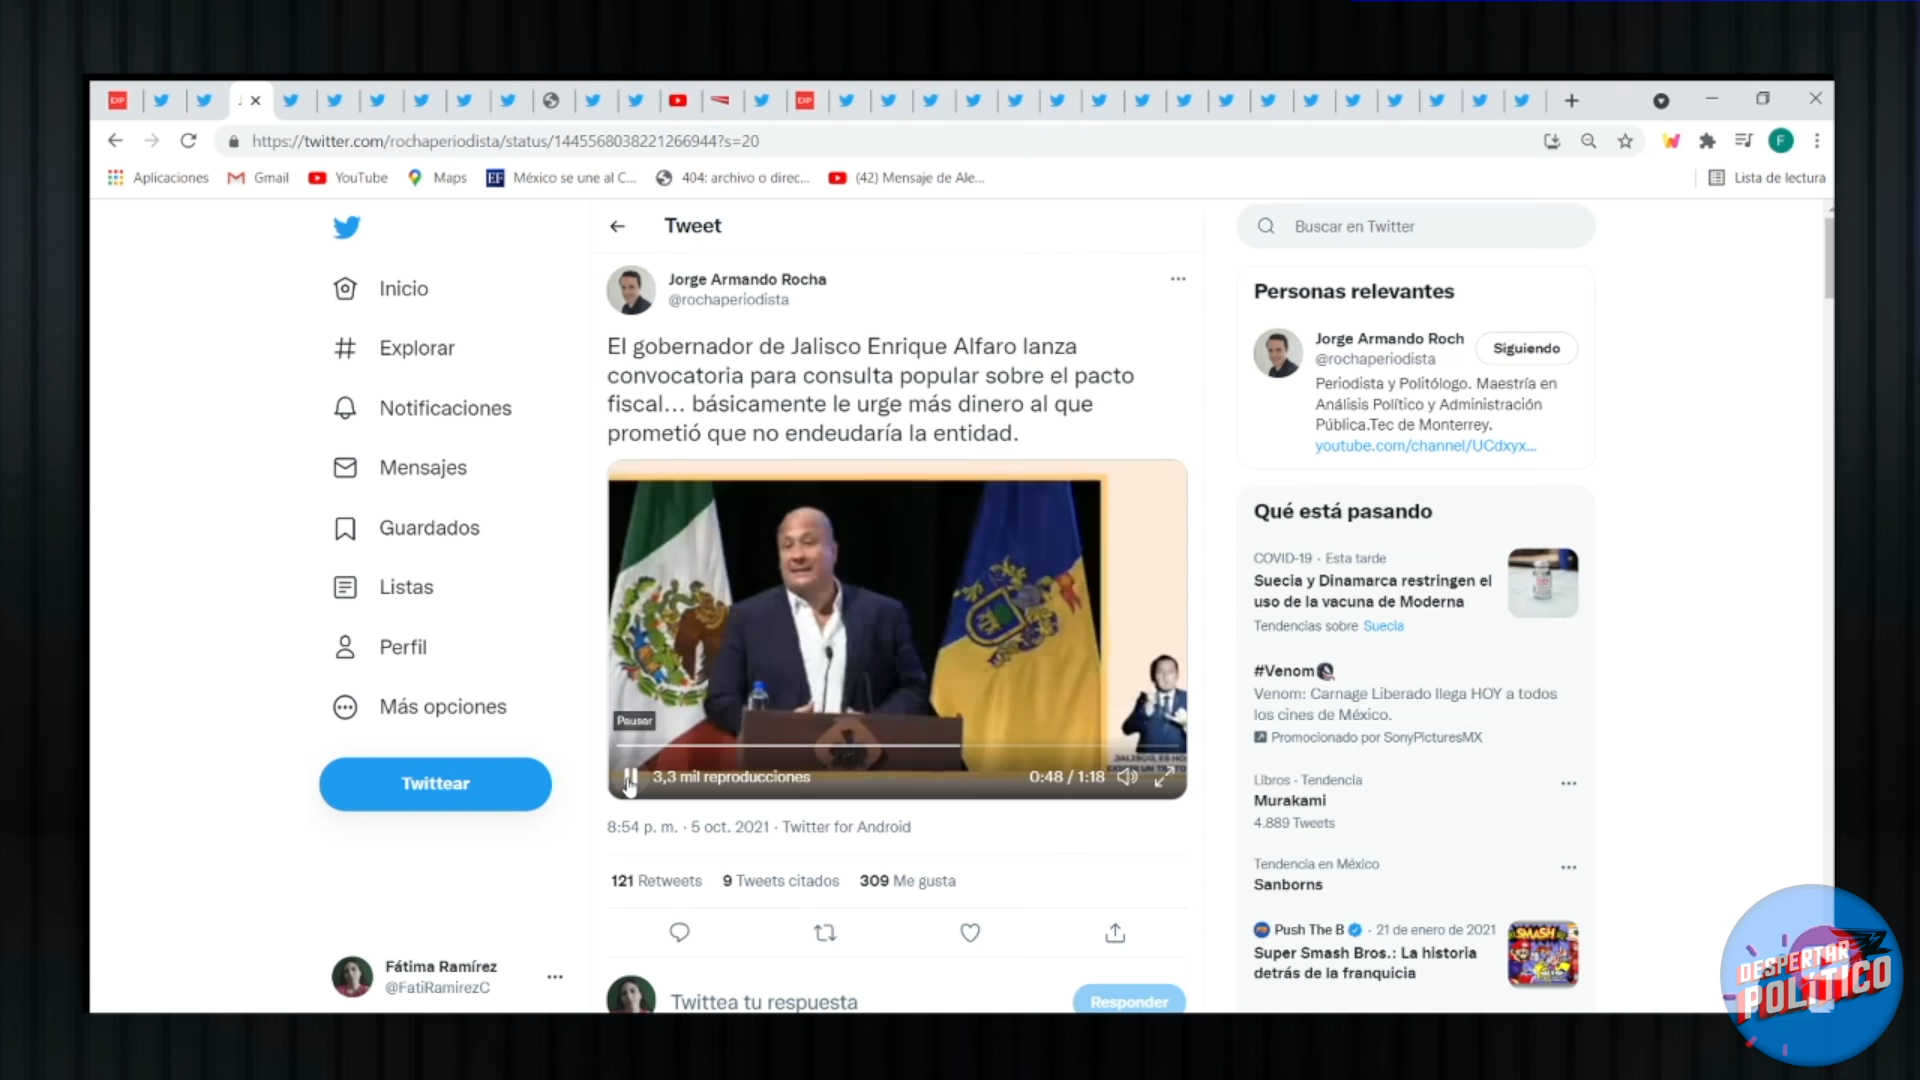 https://twitter.com/rochaperiodista/status/1445568038221266944?s=20
Aplicaciones
Gmail
YouTube
Maps
EF
México se une al C...
404: archivo o direc...
(42) Mensaje de Ale...
Lista de lectura
Inicio
Explorar
Notificaciones
Mensajes
Guardados
Listas
Perfil
Más opciones
Twittear
Fátima Ramírez
@FatiRamirezC
Tweet
Jorge Armando Rocha
@rochaperiodista
El gobernador de Jalisco Enrique Alfaro lanza
convocatoria para consulta popular sobre el pacto
fiscal... básicamente le urge más dinero al que
prometió que no endeudaría la entidad.
Pausar
3,3 mil reproducciones
0:48 / 1:18
8:54 p. m. · 5 oct. 2021 · Twitter for Android
121 Retweets 9 Tweets citados 309 Me gusta
Twittea tu respuesta
Responder
Buscar en Twitter
Personas relevantes
Jorge Armando Roch
@rochaperiodista
Siguiendo
Periodista y Politólogo. Maestría en
Análisis Político y Administración
Pública.Tec de Monterrey.
youtube.com/channel/UCdxyx...
Qué está pasando
COVID-19 · Esta tarde
Suecia y Dinamarca restringen el
uso de la vacuna de Moderna
Tendencias sobre Suecia
#Venom
Venom: Carnage Liberado llega HOY a todos
los cines de México.
Promocionado por SonyPicturesMX
Libros · Tendencia
Murakami
4.889 Tweets
Tendencia en México
Sanborns
Push The B · 21 de enero de 2021
Super Smash Bros.: La historia
detrás de la franquicia
SMASH
DESPERTAR
POLÍTICO